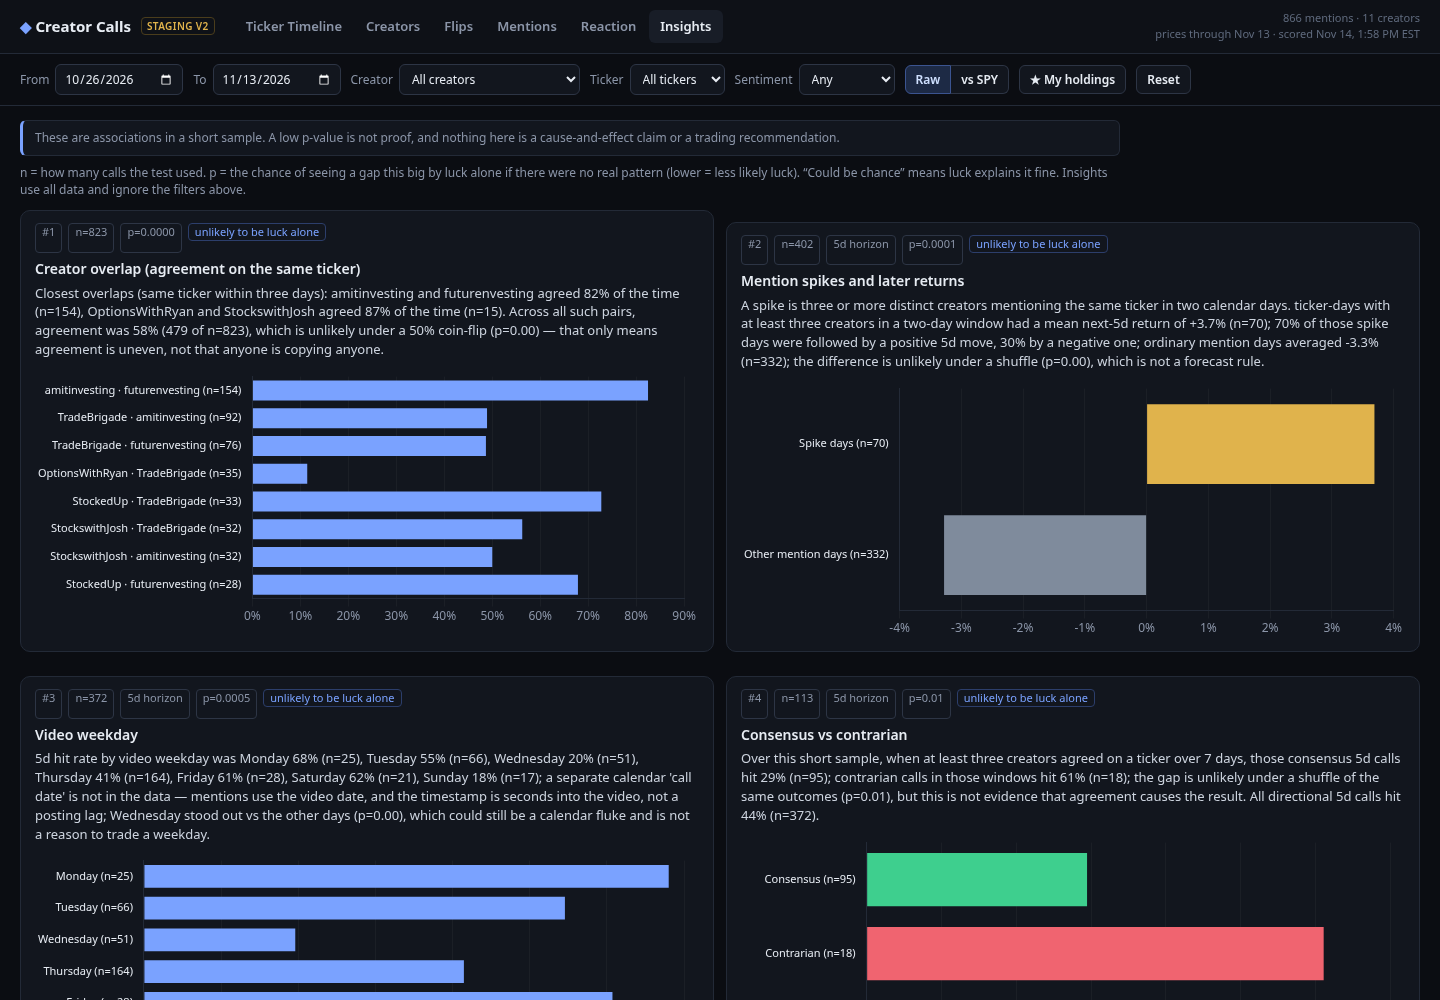 ◆ Creator Calls STAGING V2 Ticker Timeline Creators Flips Mentions Reaction Insights
866 mentions · 11 creators
prices through Nov 13 · scored Nov 14, 1:58 PM EST
From 10/26/2026 To 11/13/2026 Creator All creators Ticker All tickers Sentiment Any Raw vs SPY ★ My holdings Reset
These are associations in a short sample. A low p-value is not proof, and nothing here is a cause-and-effect claim or a trading recommendation.
n = how many calls the test used. p = the chance of seeing a gap this big by luck alone if there were no real pattern (lower = less likely luck). “Could be chance” means luck explains it fine. Insights
use all data and ignore the filters above.
#1 n=823 p=0.0000 unlikely to be luck alone
Creator overlap (agreement on the same ticker)
Closest overlaps (same ticker within three days): amitinvesting and futurenvesting agreed 82% of the time
(n=154), OptionsWithRyan and StockswithJosh agreed 87% of the time (n=15). Across all such pairs,
agreement was 58% (479 of n=823), which is unlikely under a 50% coin-flip (p=0.00) — that only means
agreement is uneven, not that anyone is copying anyone.
amitinvesting · futurenvesting (n=154)
TradeBrigade · amitinvesting (n=92)
TradeBrigade · futurenvesting (n=76)
OptionsWithRyan · TradeBrigade (n=35)
StockedUp · TradeBrigade (n=33)
StockswithJosh · TradeBrigade (n=32)
StockswithJosh · amitinvesting (n=32)
StockedUp · futurenvesting (n=28)
0% 10% 20% 30% 40% 50% 60% 70% 80% 90%
#2 n=402 5d horizon p=0.0001 unlikely to be luck alone
Mention spikes and later returns
A spike is three or more distinct creators mentioning the same ticker in two calendar days. ticker-days with
at least three creators in a two-day window had a mean next-5d return of +3.7% (n=70); 70% of those spike
days were followed by a positive 5d move, 30% by a negative one; ordinary mention days averaged -3.3%
(n=332); the difference is unlikely under a shuffle (p=0.00), which is not a forecast rule.
Spike days (n=70)
Other mention days (n=332)
-4% -3% -2% -1% 0% 1% 2% 3% 4%
#3 n=372 5d horizon p=0.0005 unlikely to be luck alone
Video weekday
5d hit rate by video weekday was Monday 68% (n=25), Tuesday 55% (n=66), Wednesday 20% (n=51),
Thursday 41% (n=164), Friday 61% (n=28), Saturday 62% (n=21), Sunday 18% (n=17); a separate calendar 'call
date' is not in the data — mentions use the video date, and the timestamp is seconds into the video, not a
posting lag; Wednesday stood out vs the other days (p=0.00), which could still be a calendar fluke and is not
a reason to trade a weekday.
Monday (n=25)
Tuesday (n=66)
Wednesday (n=51)
Thursday (n=164)
#4 n=113 5d horizon p=0.01 unlikely to be luck alone
Consensus vs contrarian
Over this short sample, when at least three creators agreed on a ticker over 7 days, those consensus 5d calls
hit 29% (n=95); contrarian calls in those windows hit 61% (n=18); the gap is unlikely under a shuffle of the
same outcomes (p=0.01), but this is not evidence that agreement causes the result. All directional 5d calls hit
44% (n=372).
Consensus (n=95)
Contrarian (n=18)